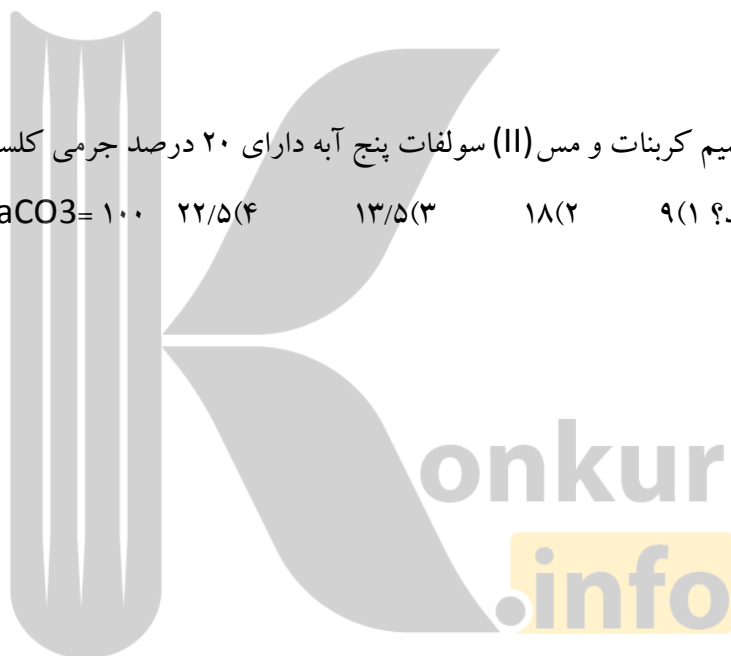 سیم کربنات و مس(II) سولفات پنج آبه دارای ۲۰ درصد جرمی کلس
د؟ ۱)۹ ۲)۱۸ ۳)۱۳/۵ ۴)۲۲/۵ aCO3= ۱۰۰
onkur
.info